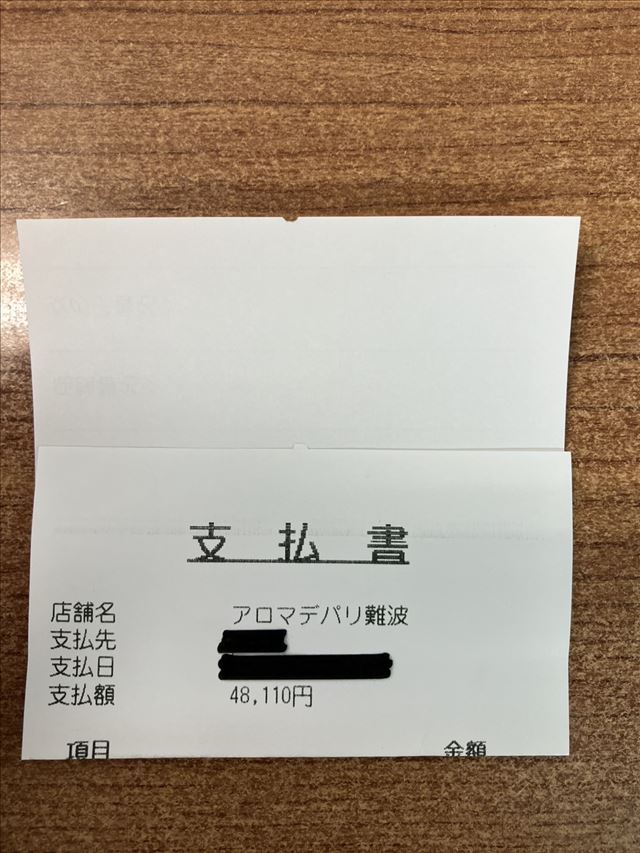 支払書
店舗名 アロマデパリ難波
支払先
支払日
支払額 48,110円
項目 金額